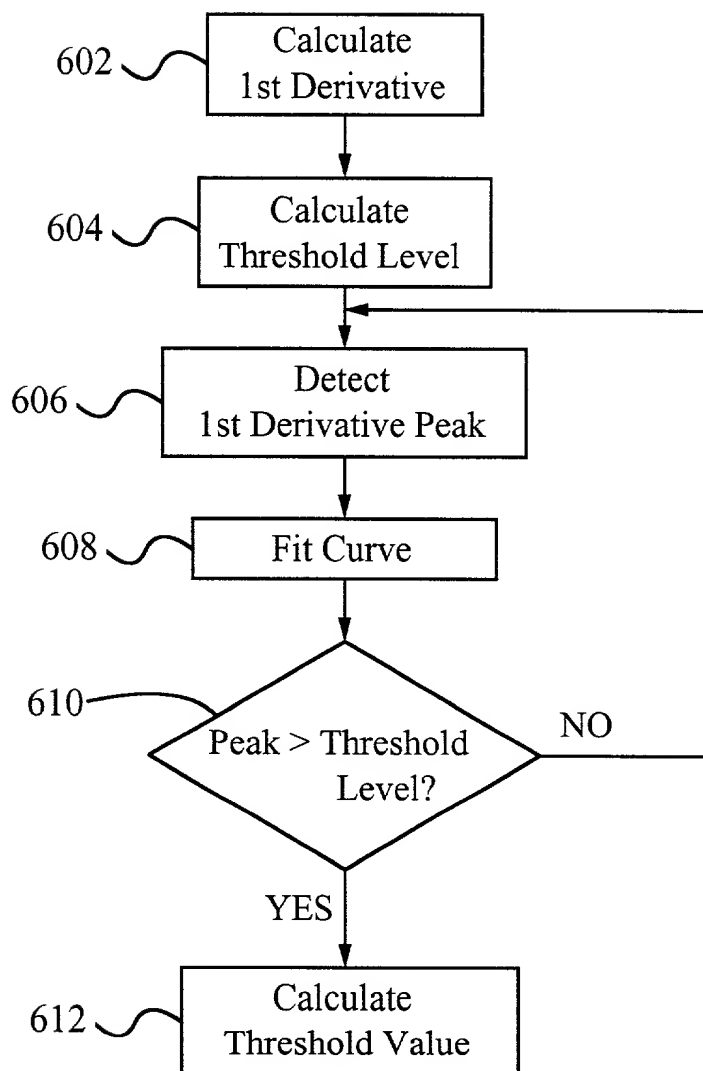 602
Calculate
1st Derivative
604
Calculate
Threshold Level
606
Detect
1st Derivative Peak
608
Fit Curve
610
Peak > Threshold
Level?
NO
YES
612
Calculate
Threshold Value